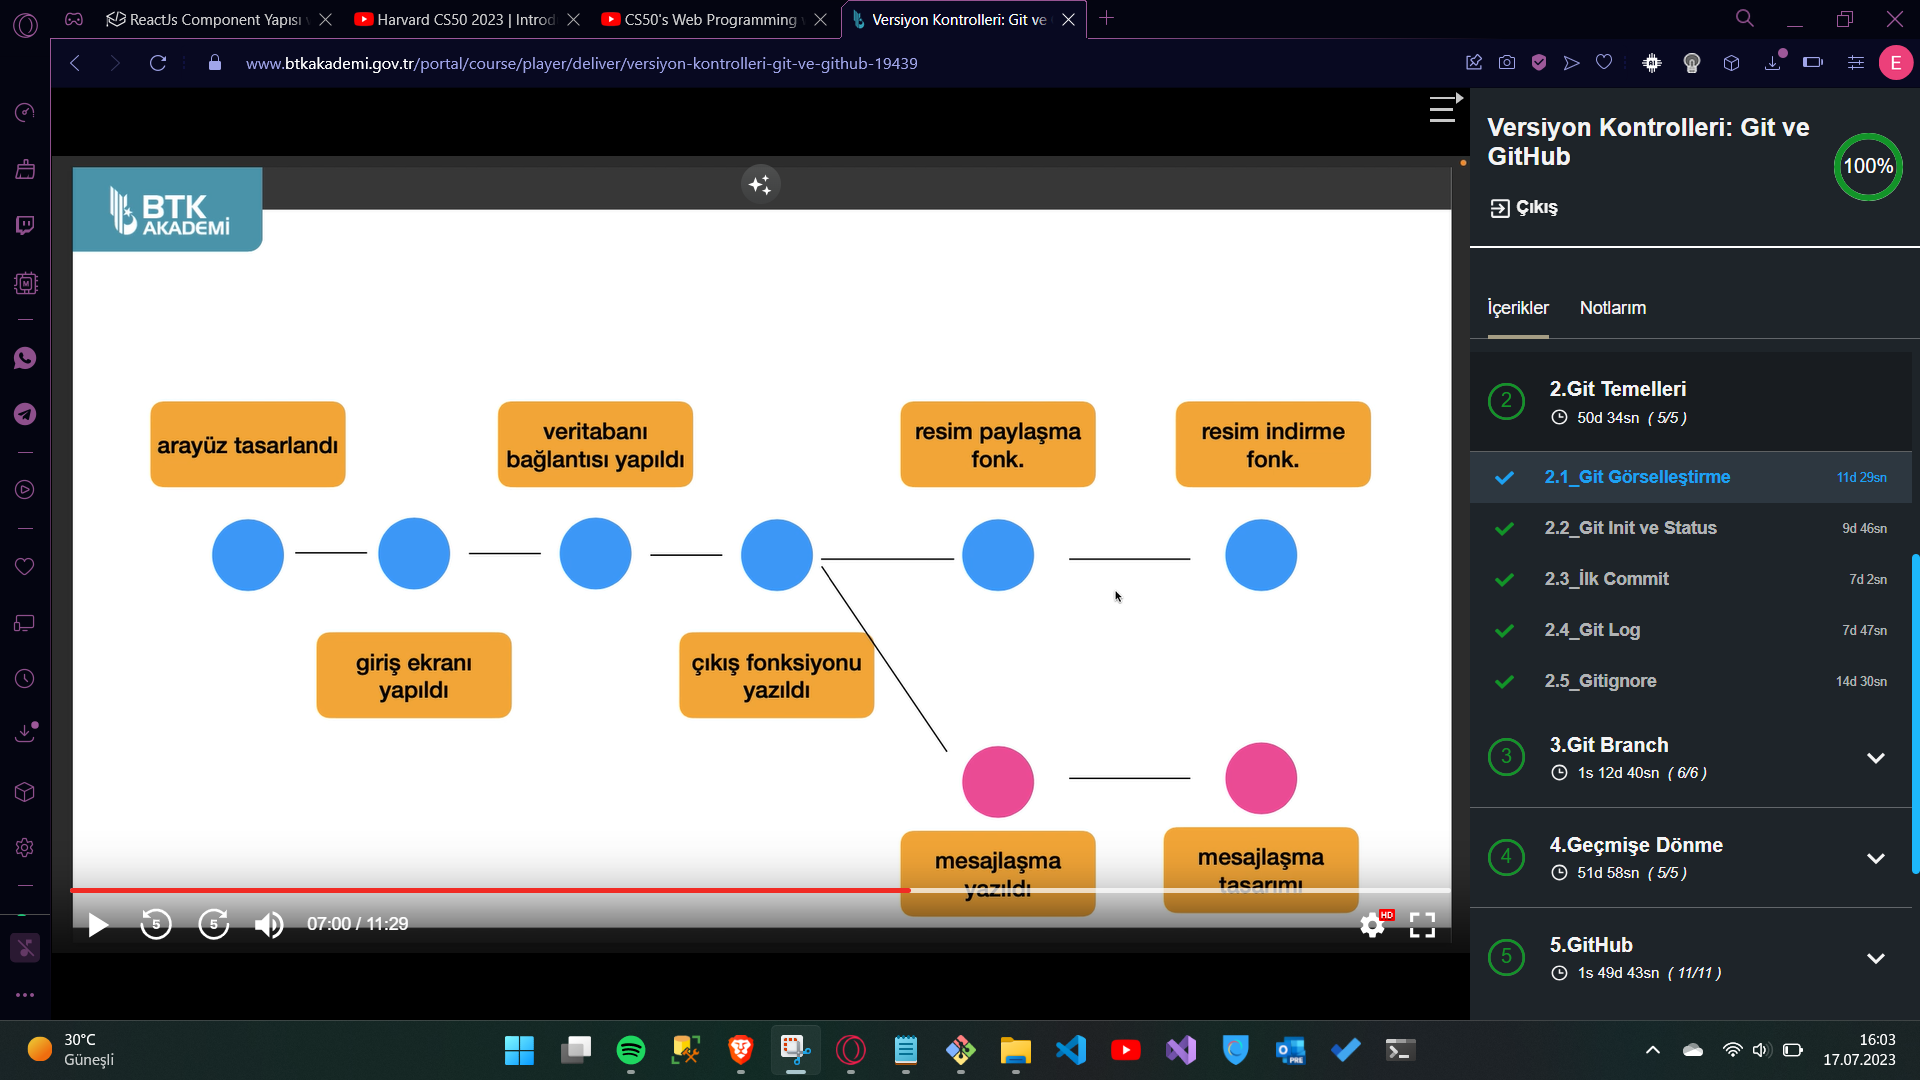 ReactJs Component Yapısı
Harvard CS50 2023 | Introd
CS50's Web Programming
Versiyon Kontrolleri: Git ve
www.btkakademi.gov.tr/portal/course/player/deliver/versiyon-kontrolleri-git-ve-github-19439
E
BTK
AKADEMİ
arayüz tasarlandı
veritabanı
bağlantısı yapıldı
resim paylaşma
fonk.
resim indirme
fonk.
giriş ekranı
yapıldı
çıkış fonksiyonu
yazıldı
mesajlaşma
yazıldı
mesajlaşma
tasarımı
5
5
07:00 / 11:29
HD
Versiyon Kontrolleri: Git ve
GitHub
100%
Çıkış
İçerikler
Notlarım
2
2.Git Temelleri
50d 34sn ( 5/5 )
2.1_Git Görselleştirme
11d 29sn
2.2_Git Init ve Status
9d 46sn
2.3_İlk Commit
7d 2sn
2.4_Git Log
7d 47sn
2.5_Gitignore
14d 30sn
3
3.Git Branch
1s 12d 40sn ( 6/6 )
4
4.Geçmişe Dönme
51d 58sn ( 5/5 )
5
5.GitHub
1s 49d 43sn ( 11/11 )
30°C
Güneşli
PRE
16:03
17.07.2023